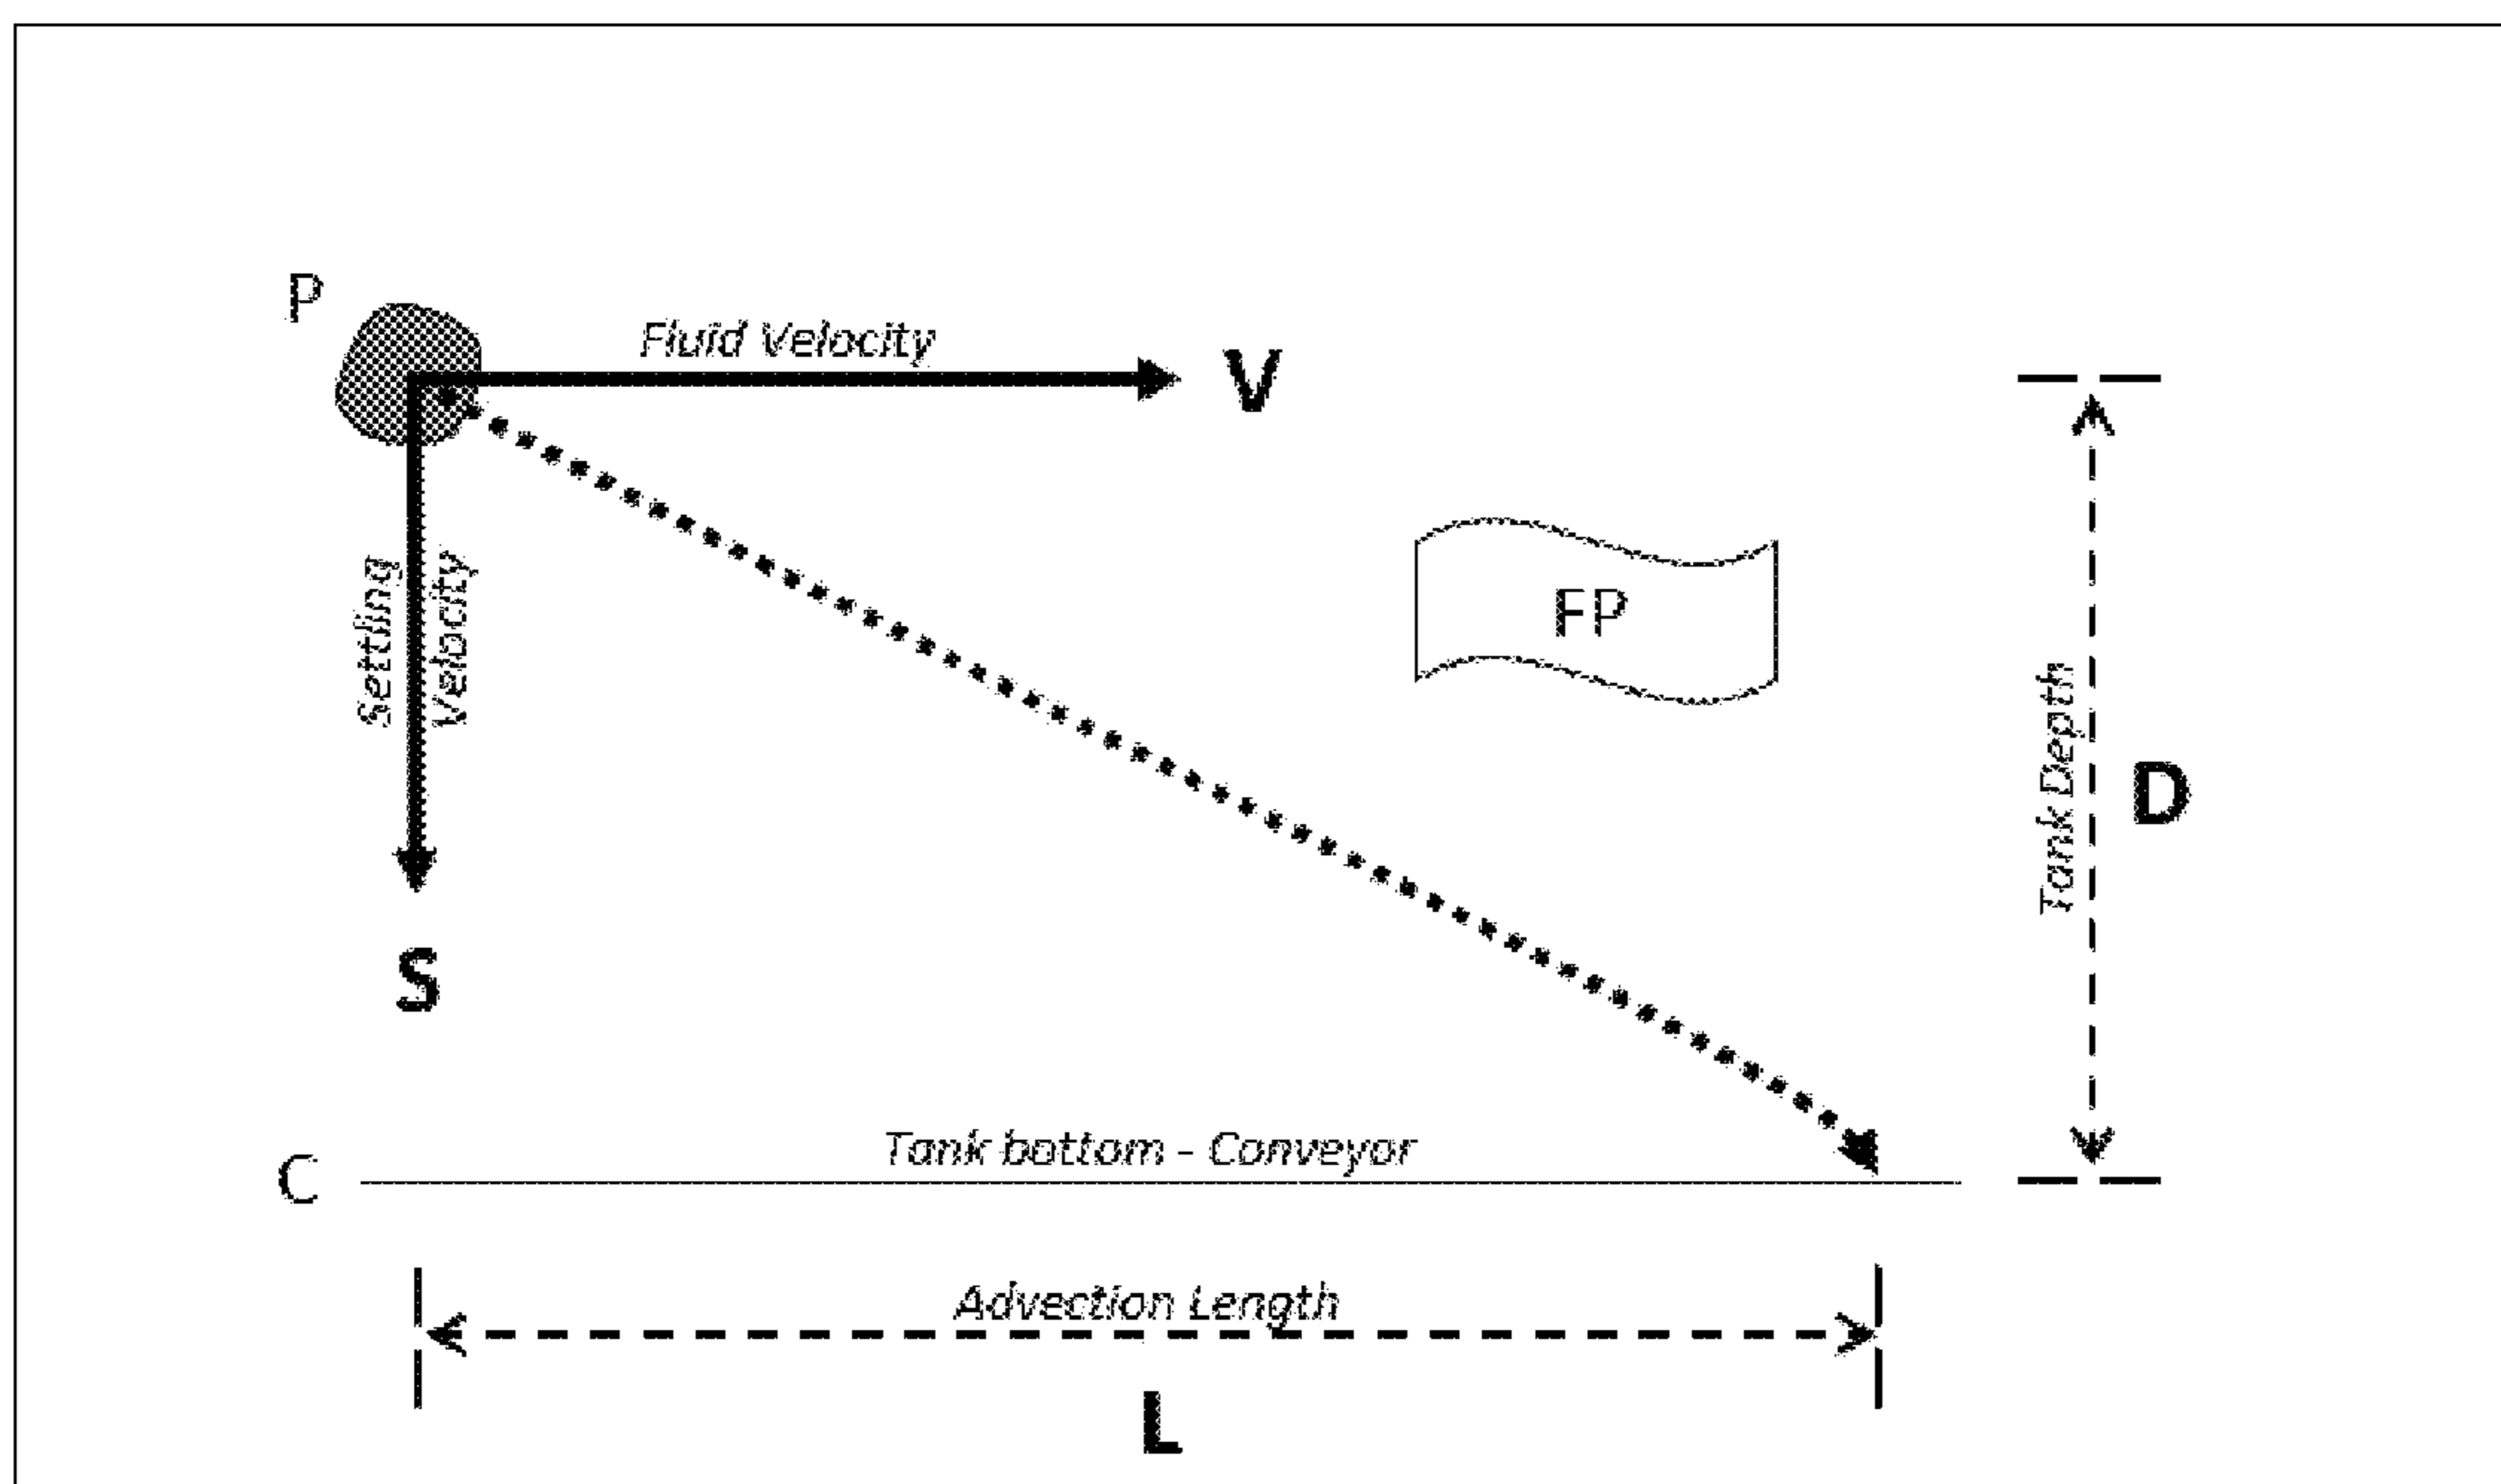 P
Fluid Velocity
V
Settling
Velocity
FP
Tank Depth
D
S
Tank bottom - Conveyor
C
Advection Length
L